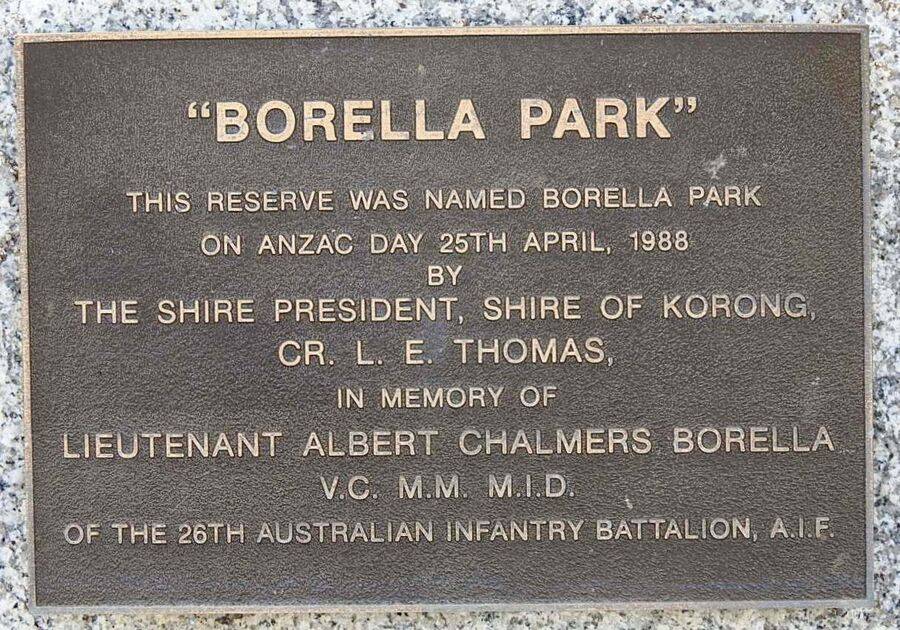 “BORELLA PARK”
THIS RESERVE WAS NAMED BORELLA PARK
ON ANZAC DAY 25TH APRIL, 1988
BY
THE SHIRE PRESIDENT, SHIRE OF KORONG,
CR. L. E. THOMAS,
IN MEMORY OF
LIEUTENANT ALBERT CHALMERS BORELLA
V.C. M.M. M.I.D.
OF THE 26TH AUSTRALIAN INFANTRY BATTALION, A.I.F.